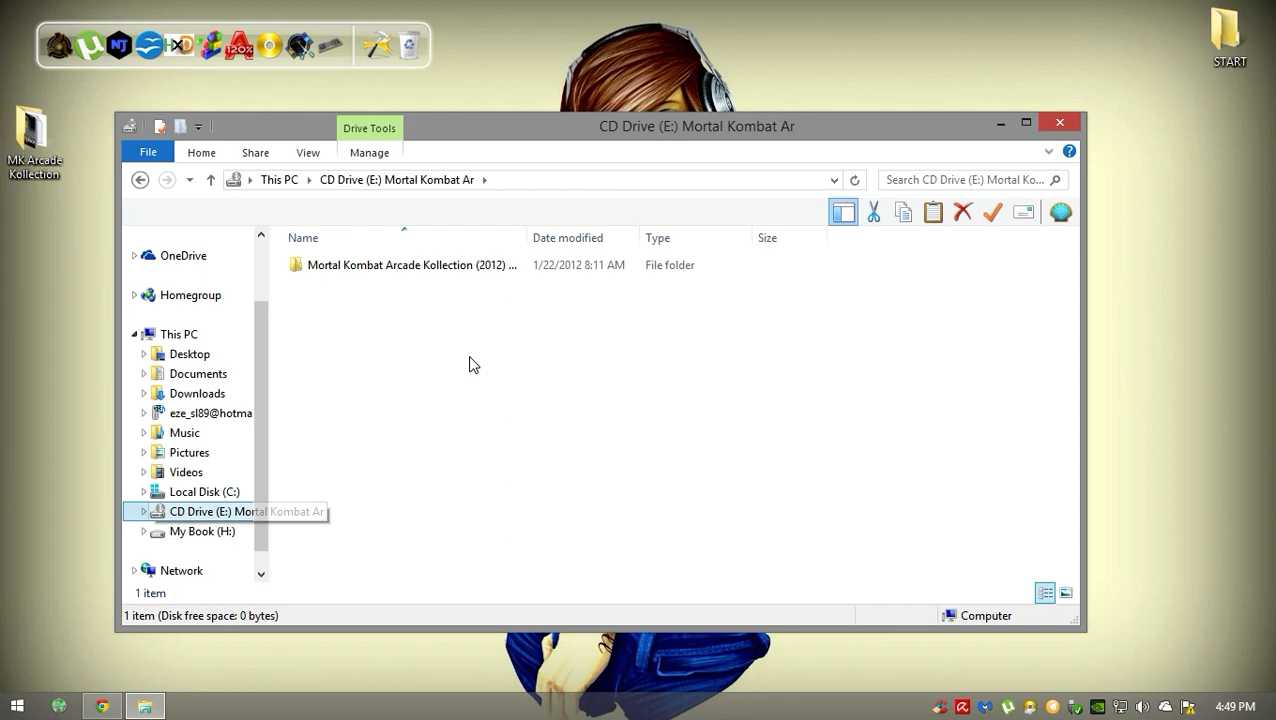 120%
START
MK Arcade
Kollection
Drive Tools
CD Drive (E:) Mortal Kombat Ar
File
Home
Share
View
Manage
This PC
CD Drive (E:) Mortal Kombat Ar
Search CD Drive (E:) Mortal Ko...
Name
Date modified
Type
Size
OneDrive
Mortal Kombat Arcade Kollection (2012) ...
1/22/2012 8:11 AM
File folder
Homegroup
This PC
Desktop
Documents
Downloads
eze_sl89@hotma
Music
Pictures
Videos
Local Disk (C:)
CD Drive (E:) Mortal Kombat Ar
My Book (H:)
Network
1 item
1 item (Disk free space: 0 bytes)
Computer
4:49 PM